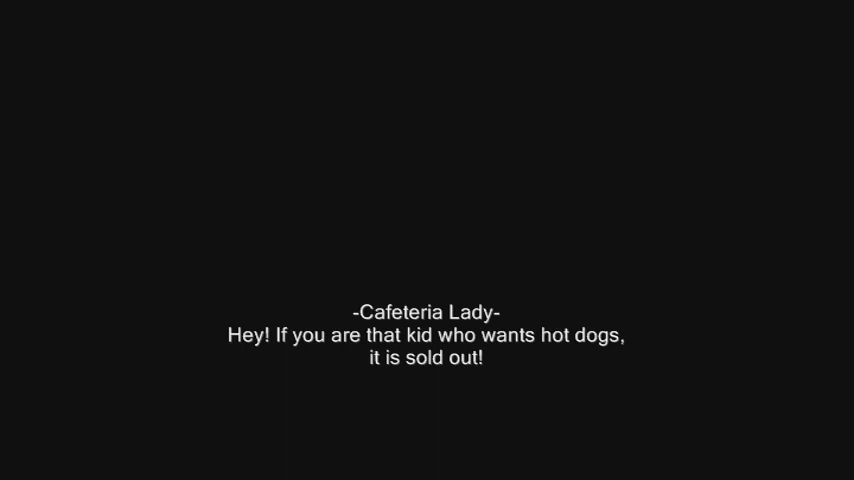 -Cafeteria Lady-
Hey! If you are that kid who wants hot dogs,
it is sold out!